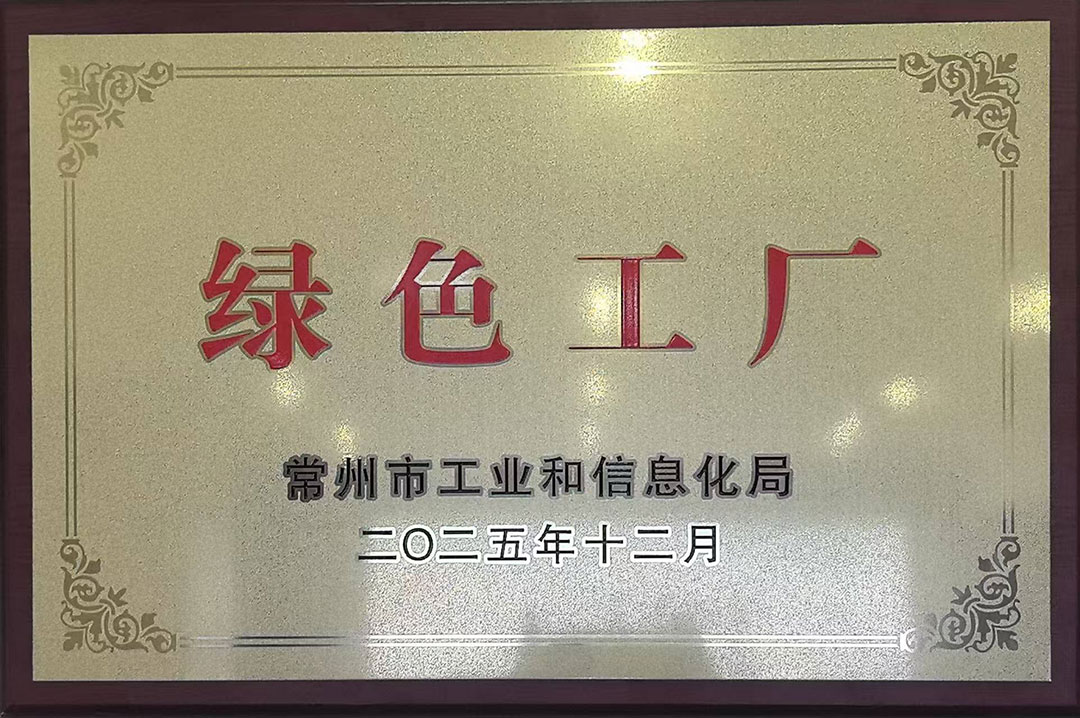 绿色工厂
常州市工业和信息化局
二〇二五年十二月